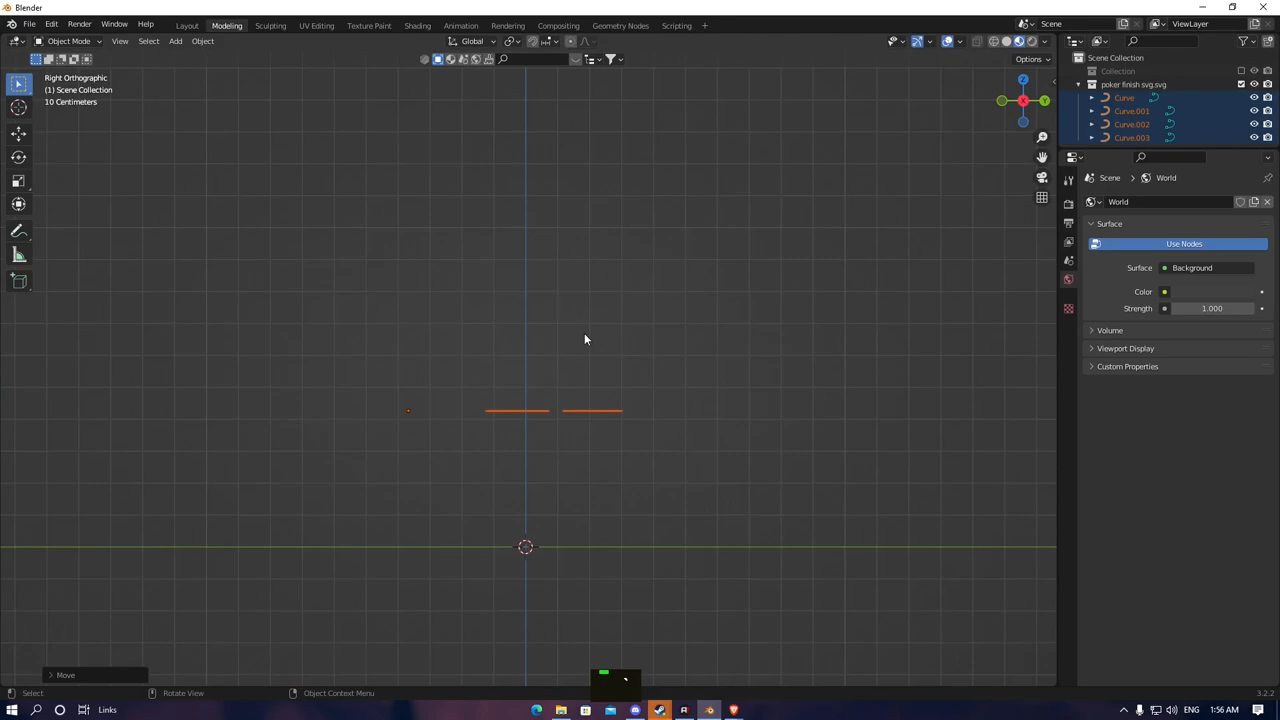 Blender
File Edit Render Window Help Layout Modeling Sculpting UV Editing Texture Paint Shading Animation Rendering Compositing Geometry Nodes Scripting + Scene ViewLayer
Object Mode View Select Add Object Global
Options
Right Orthographic
(1) Scene Collection
10 Centimeters
Z
X
Y
Move
Scene Collection
Collection
poker finish svg.svg
Curve
Curve.001
Curve.002
Curve.003
Scene World
World
Surface
Use Nodes
Surface Background
Color
Strength 1.000
Volume
Viewport Display
Custom Properties
Select Rotate View Object Context Menu 3.2.2
Links 1:56 AM